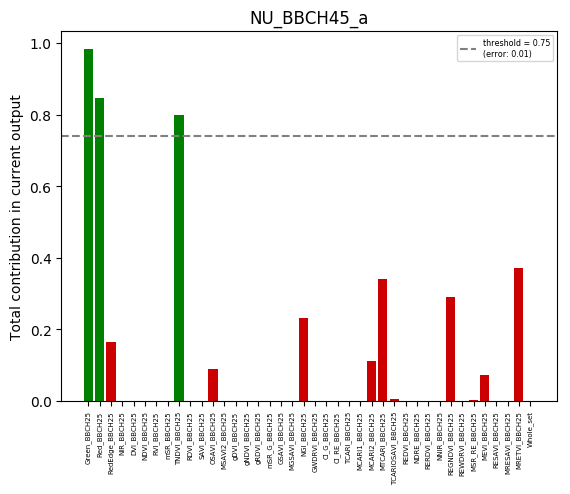 NU_BBCH45_a
threshold = 0.75
(error: 0.01)
Total contribution in current output
1.0
0.8
0.6
0.4
0.2
0.0
Green_BBCH25
Red_BBCH25
RedEdge_BBCH25
NIR_BBCH25
DVI_BBCH25
NDVI_BBCH25
RVI_BBCH25
mSR_BBCH25
TNDVI_BBCH25
RDVI_BBCH25
SAVI_BBCH25
OSAVI_BBCH25
MSAVI2_BBCH25
gDVI_BBCH25
gNDVI_BBCH25
gRDVI_BBCH25
mSR_G_BBCH25
GSAVI_BBCH25
MGSAVI_BBCH25
NGI_BBCH25
GWDRVI_BBCH25
CI_G_BBCH25
CI_RE_BBCH25
TCARI_BBCH25
MCARI1_BBCH25
MCARI2_BBCH25
MTCARI_BBCH25
TCARIOSAVI_BBCH25
REDVI_BBCH25
NDRE_BBCH25
RERDVI_BBCH25
NNIR_BBCH25
REGNDVI_BBCH25
REWDRVI_BBCH25
MSR_RE_BBCH25
MEVI_BBCH25
RESAVI_BBCH25
MRESAVI_BBCH25
MRETVI_BBCH25
Whole_set